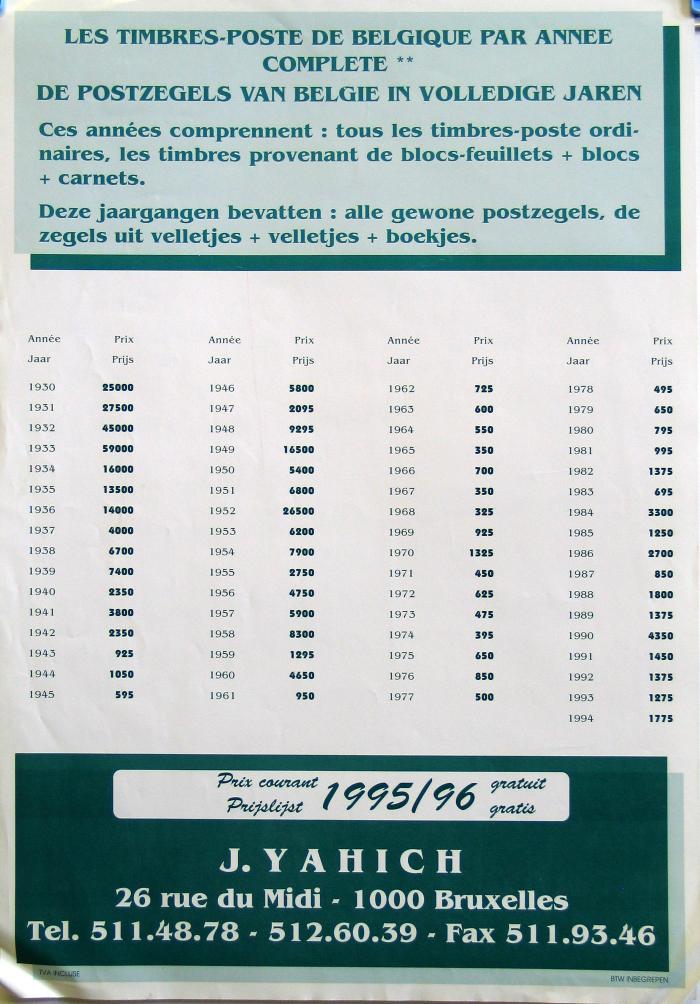 LES TIMBRES-POSTE DE BELGIQUE PAR ANNEE
COMPLETE **
DE POSTZEGELS VAN BELGIE IN VOLLEDIGE JAREN
Ces années comprennent : tous les timbres-poste ordi-
naires, les timbres provenant de blocs-feuillets + blocs
+ carnets.
Deze jaargangen bevatten : alle gewone postzegels, de
zegels uit velletjes + velletjes + boekjes.
Année Prix Année Prix Année Prix Année Prix
Jaar Prijs Jaar Prijs Jaar Prijs Jaar Prijs
1930 25000 1946 5800 1962 725 1978 495
1931 27500 1947 2095 1963 600 1979 650
1932 45000 1948 9295 1964 550 1980 795
1933 59000 1949 16500 1965 350 1981 995
1934 16000 1950 5400 1966 700 1982 1375
1935 13500 1951 6800 1967 350 1983 695
1936 14000 1952 26500 1968 325 1984 3300
1937 4000 1953 6200 1969 925 1985 1250
1938 6700 1954 7900 1970 1325 1986 2700
1939 7400 1955 2750 1971 450 1987 850
1940 2350 1956 4750 1972 625 1988 1800
1941 3800 1957 5900 1973 475 1989 1375
1942 2350 1958 8300 1974 395 1990 4350
1943 925 1959 1295 1975 650 1991 1450
1944 1050 1960 4650 1976 850 1992 1375
1945 595 1961 950 1977 500 1993 1275
1994 1775
Prix courant 1995/96 gratuit
Prijslijst gratis
J. YAHICH
26 rue du Midi - 1000 Bruxelles
Tel. 511.48.78 - 512.60.39 - Fax 511.93.46
TVA INCLUSE BTW INBEGREPEN